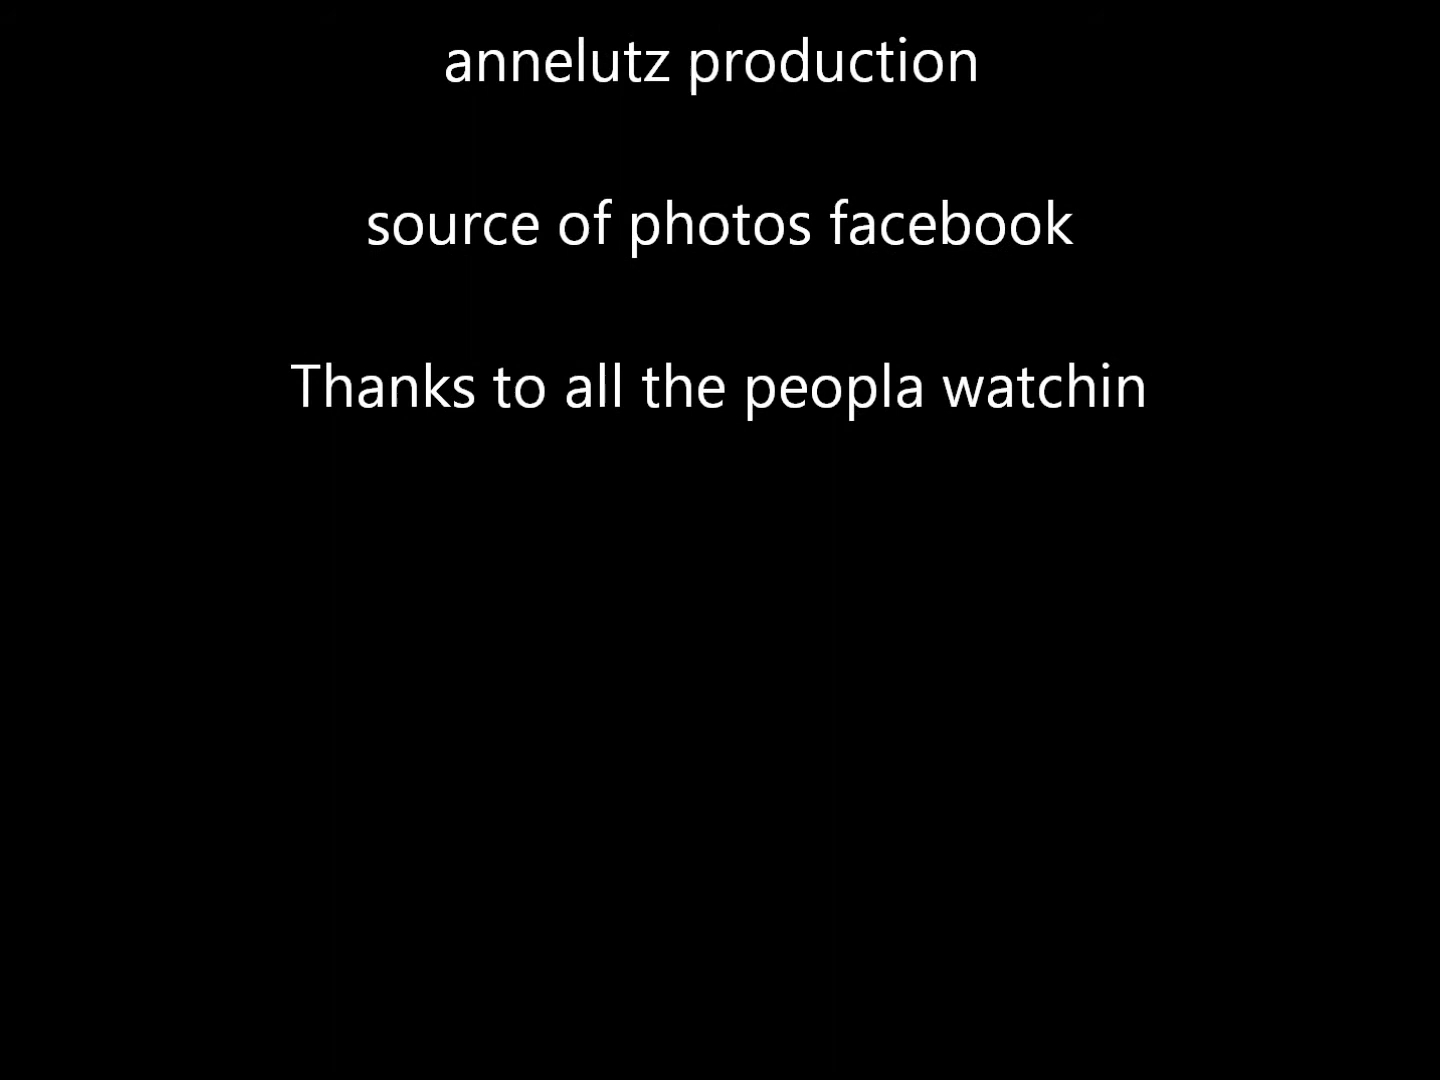 annelutz production
source of photos facebook
Thanks to all the peopla watchin